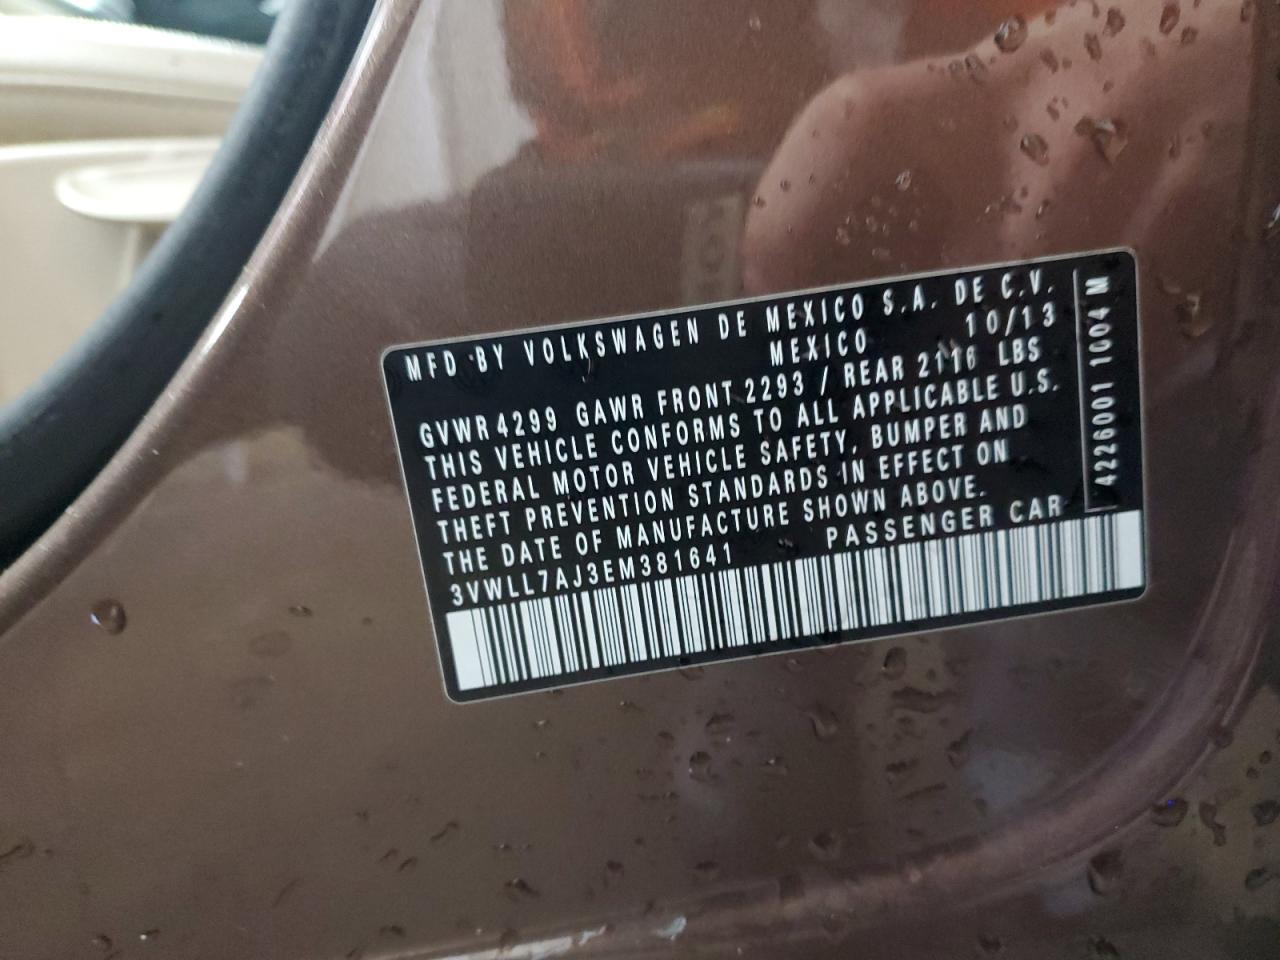 MFD BY VOLKSWAGEN DE MEXICO S.A. DE C.V.
MEXICO 10/13
GVWR 4299 GAWR FRONT 2293 / REAR 2116 LBS
THIS VEHICLE CONFORMS TO ALL APPLICABLE U.S.
FEDERAL MOTOR VEHICLE SAFETY, BUMPER AND
THEFT PREVENTION STANDARDS IN EFFECT ON
THE DATE OF MANUFACTURE SHOWN ABOVE.
3VWLL7AJ3EM381641 PASSENGER CAR
4226001 1004 M